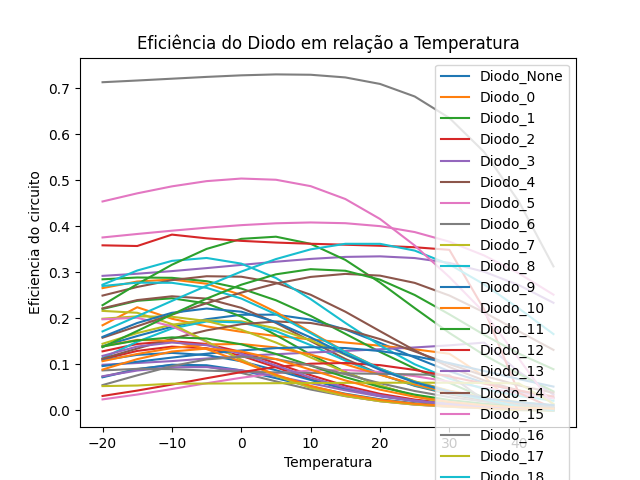 Eficiência do Diodo em relação a Temperatura
Eficiencia do circuito
0.7
0.6
0.5
0.4
0.3
0.2
0.1
0.0
−20
−10
0
10
20
30
40
Temperatura
Diodo_None
Diodo_0
Diodo_1
Diodo_2
Diodo_3
Diodo_4
Diodo_5
Diodo_6
Diodo_7
Diodo_8
Diodo_9
Diodo_10
Diodo_11
Diodo_12
Diodo_13
Diodo_14
Diodo_15
Diodo_16
Diodo_17
Diodo_18